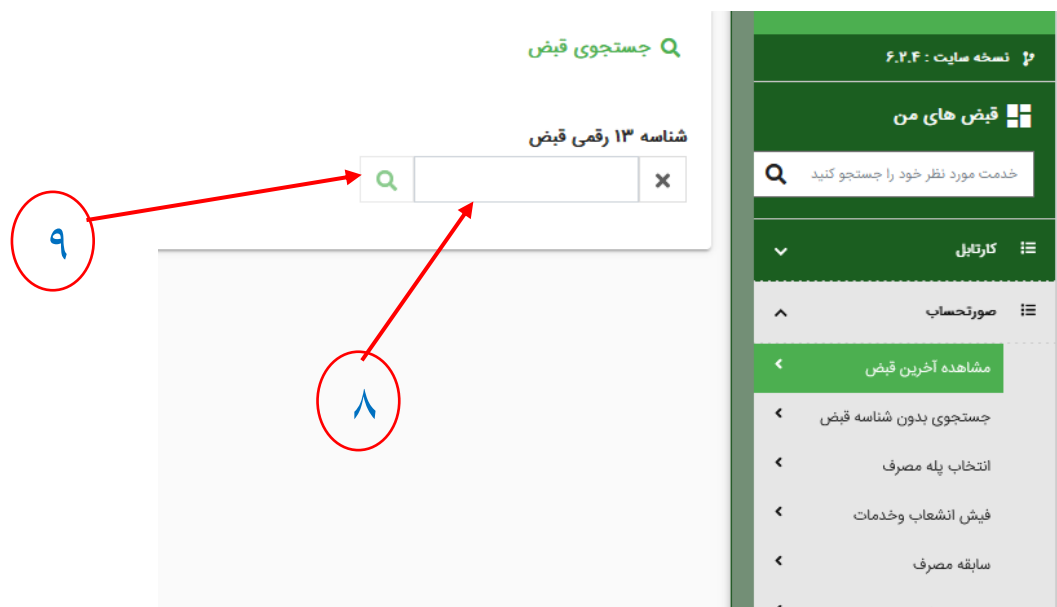 نسخه سایت : ۶.۲.۴
قبض های من
خدمت مورد نظر خود را جستجو کنید
کارتابل
صورتحساب
مشاهده آخرین قبض
جستجوی بدون شناسه قبض
انتخاب پله مصرف
فیش انشعاب وخدمات
سابقه مصرف
جستجوی قبض
شناسه ۱۳ رقمی قبض
۹
۸